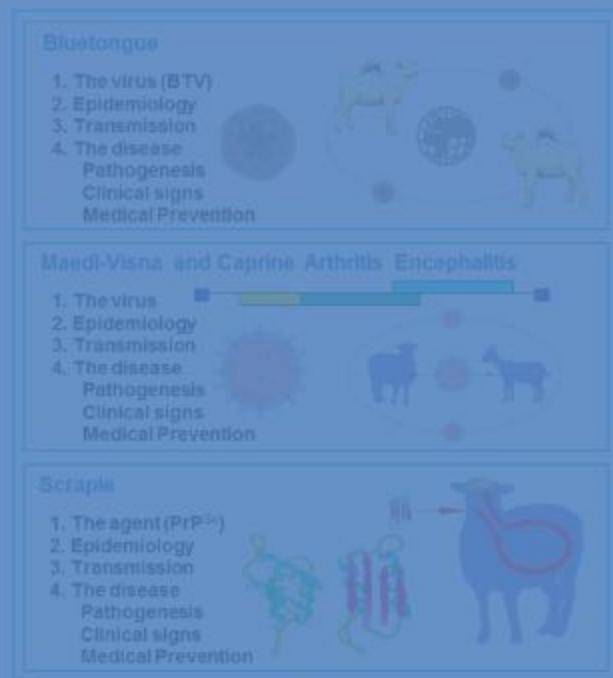 Bluetongue
1. The virus (BTV)
2. Epidemiology
3. Transmission
4. The disease
Pathogenesis
Clinical signs
Medical Prevention
Maedi-Visna and Caprine Arthritis Encephalitis
1. The virus
2. Epidemiology
3. Transmission
4. The disease
Pathogenesis
Clinical signs
Medical Prevention
Scrapie
1. The agent (PrPSc)
2. Epidemiology
3. Transmission
4. The disease
Pathogenesis
Clinical signs
Medical Prevention